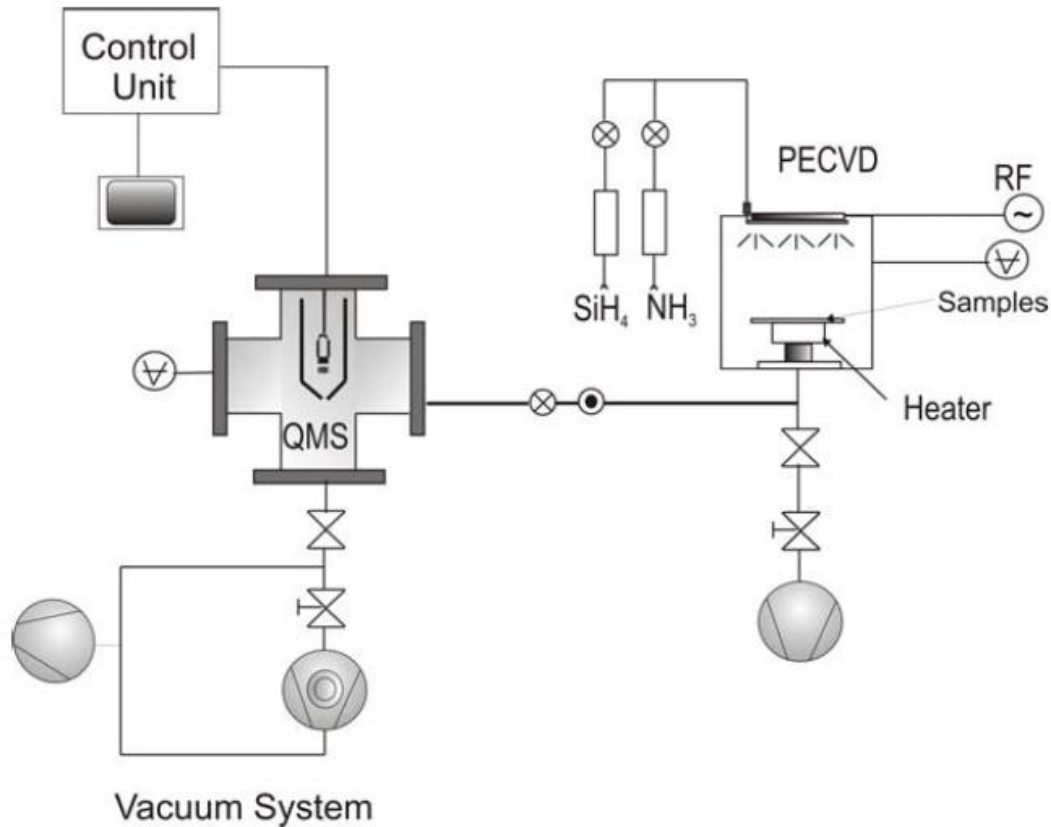 Control
Unit
PECVD
RF
~
SiH₄
NH₃
Samples
Heater
QMS
Vacuum System